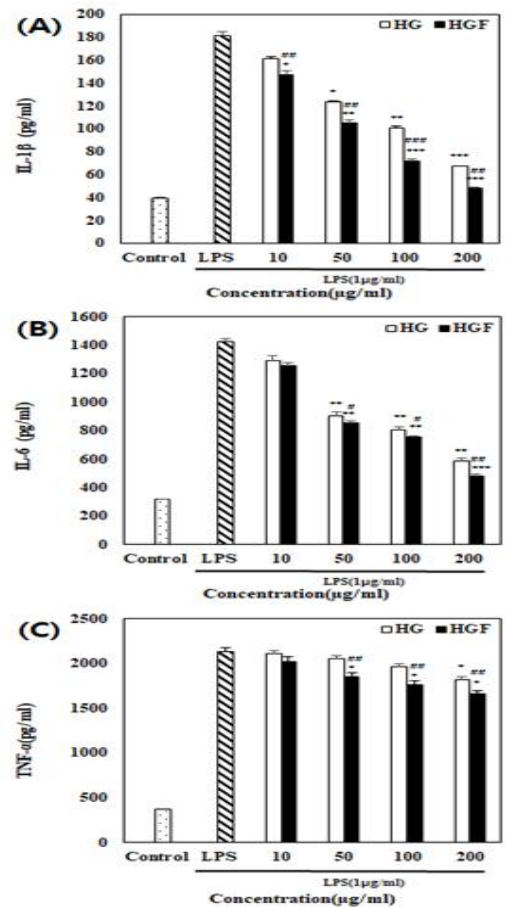 (A)
HG HGF
IL-1β (pg/ml)
200
180
160
140
120
100
80
60
40
20
0
##
*
*
##
**
**
###
***
***
##
***
Control LPS 10 50 100 200
LPS(1μg/ml)
Concentration(μg/ml)
(B)
HG HGF
IL-6 (pg/ml)
1600
1400
1200
1000
800
600
400
200
0
**
#
**
**
#
**
**
##
***
Control LPS 10 50 100 200
LPS(1μg/ml)
Concentration(μg/ml)
(C)
HG HGF
TNF-α(pg/ml)
2500
2000
1500
1000
500
0
##
*
##
*
*
##
*
Control LPS 10 50 100 200
LPS(1μg/ml)
Concentration(μg/ml)